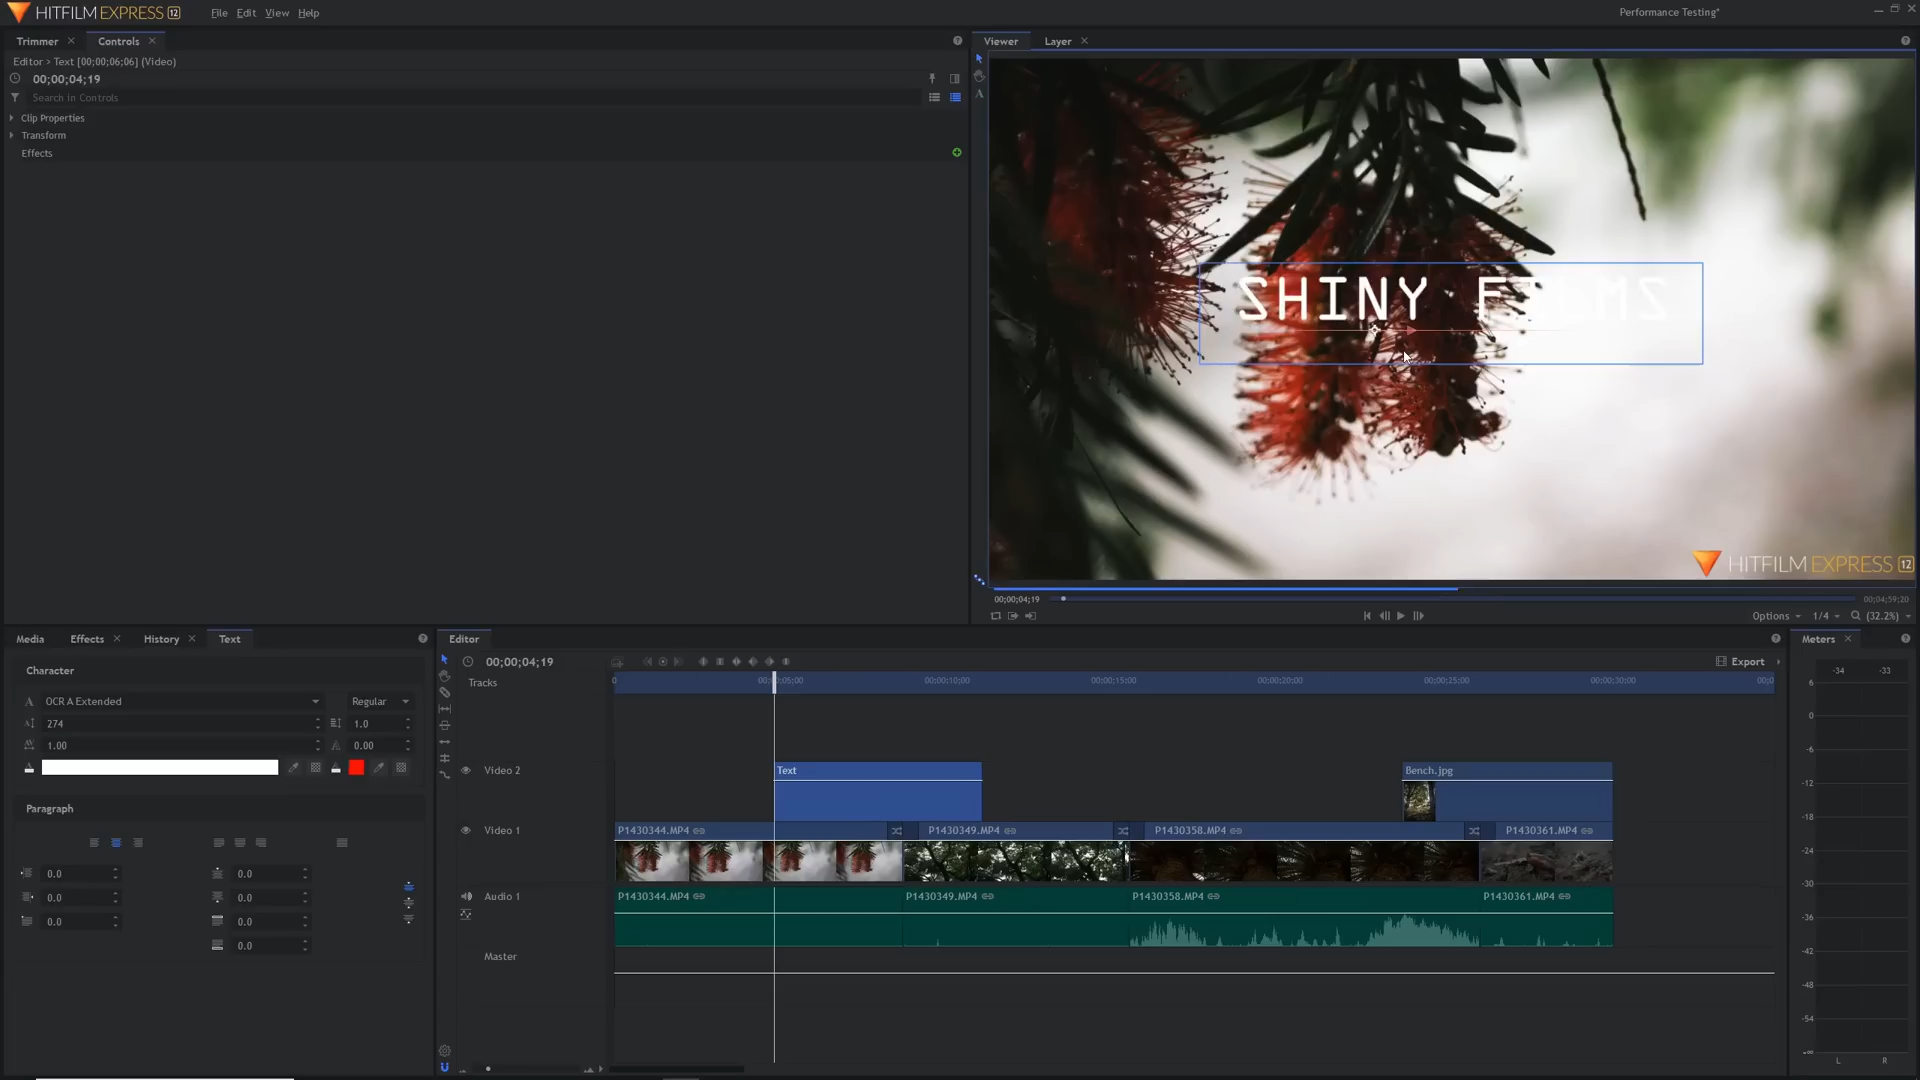 HITFILM EXPRESS 12
File Edit View Help
Performance Testing*
Trimmer Controls
Viewer Layer
Editor > Text [00;00;06;06] (Video)
00;00;04;19
Search in Controls
Clip Properties
Transform
Effects
SHINY FILMS
HITFILM EXPRESS 12
00;00;04;19
00;04;59;20
Options 1/4 (32.2%)
Media Effects History Text
Editor
Meters
Character
00;00;04;19
Export
Tracks
0 00;00;05;00 00;00;10;00 00;00;15;00 00;00;20;00 00;00;25;00 00;00;30;00 00;0
-34 -33
OCR A Extended
Regular
274
1.0
1.00
0.00
Paragraph
0.0 0.0
0.0 0.0
0.0 0.0
0.0
Video 2
Text
Bench.jpg
Video 1
P1430344.MP4 P1430349.MP4 P1430358.MP4 P1430361.MP4
Audio 1
P1430344.MP4 P1430349.MP4 P1430358.MP4 P1430361.MP4
Master
6
0
-6
-12
-18
-24
-30
-36
-42
-48
-54
-∞
L R